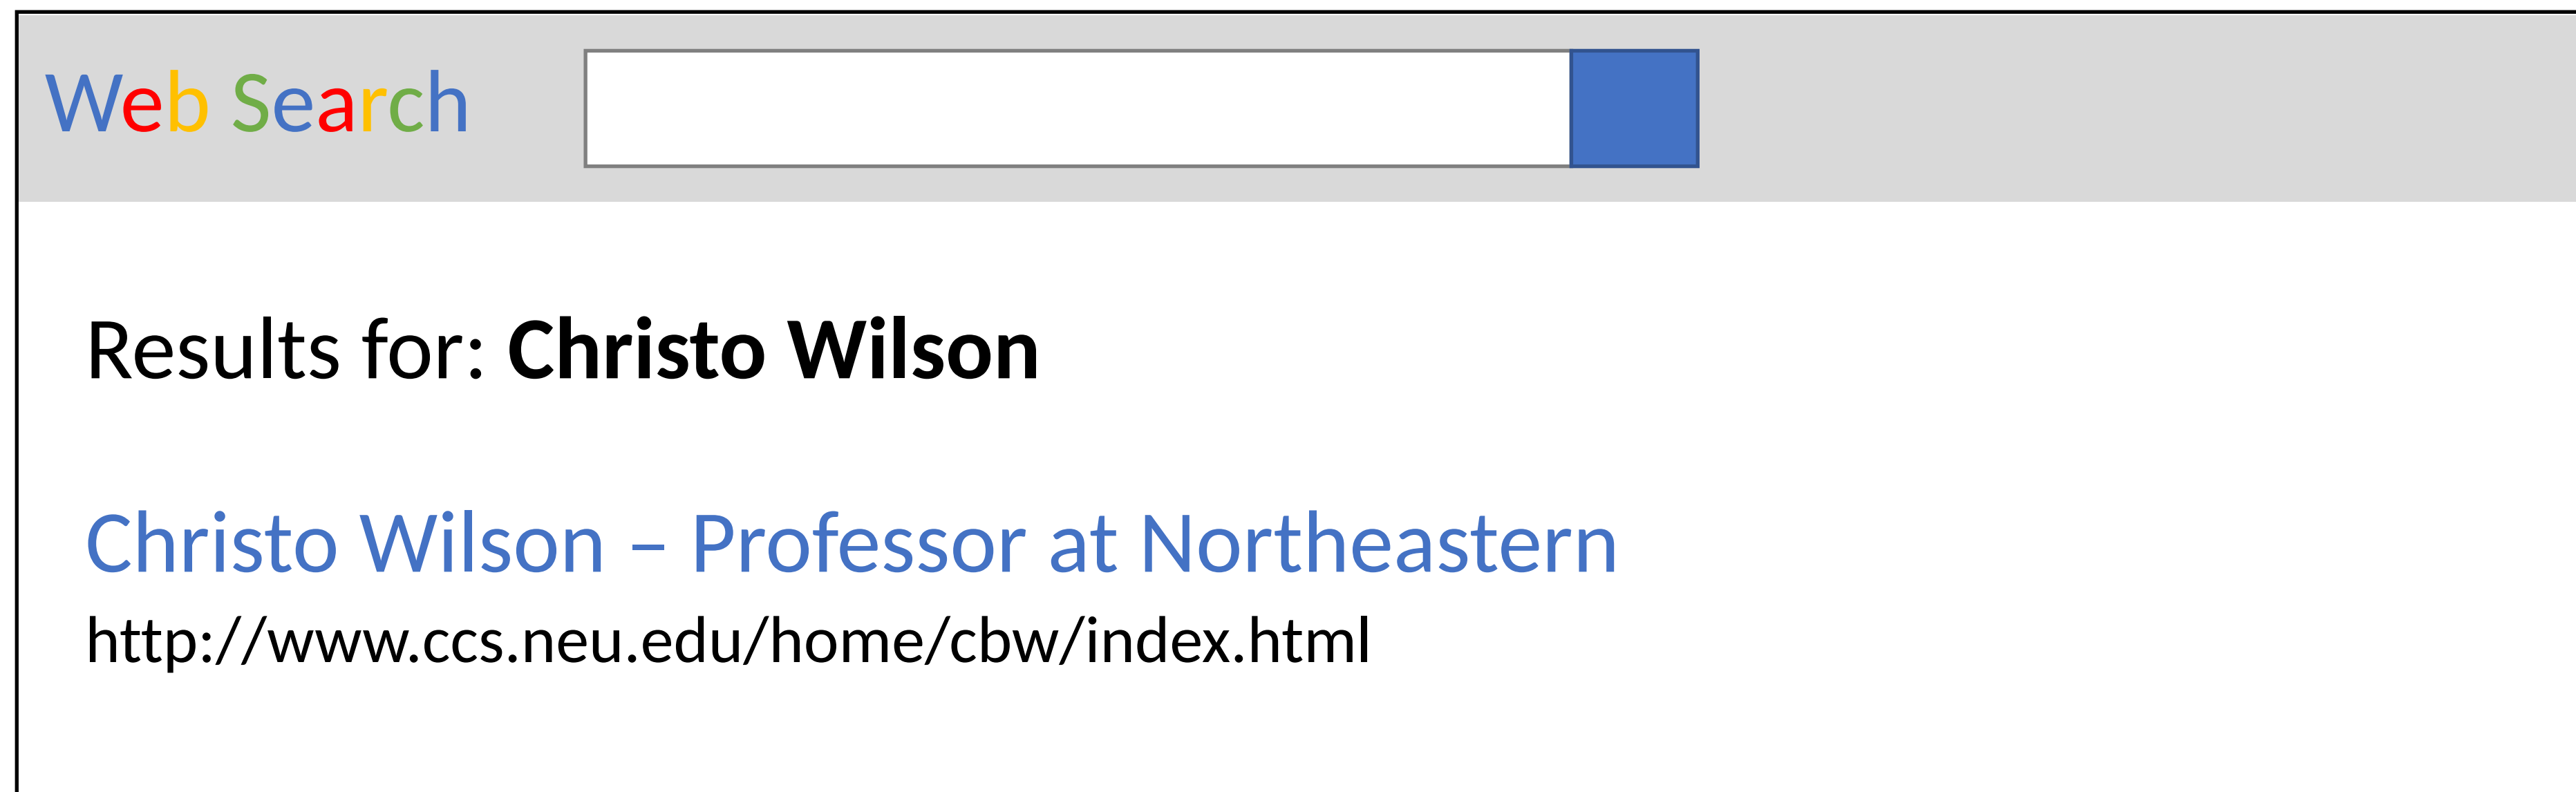 Web Search
Results for: Christo Wilson
Christo Wilson – Professor at Northeastern
http://www.ccs.neu.edu/home/cbw/index.html